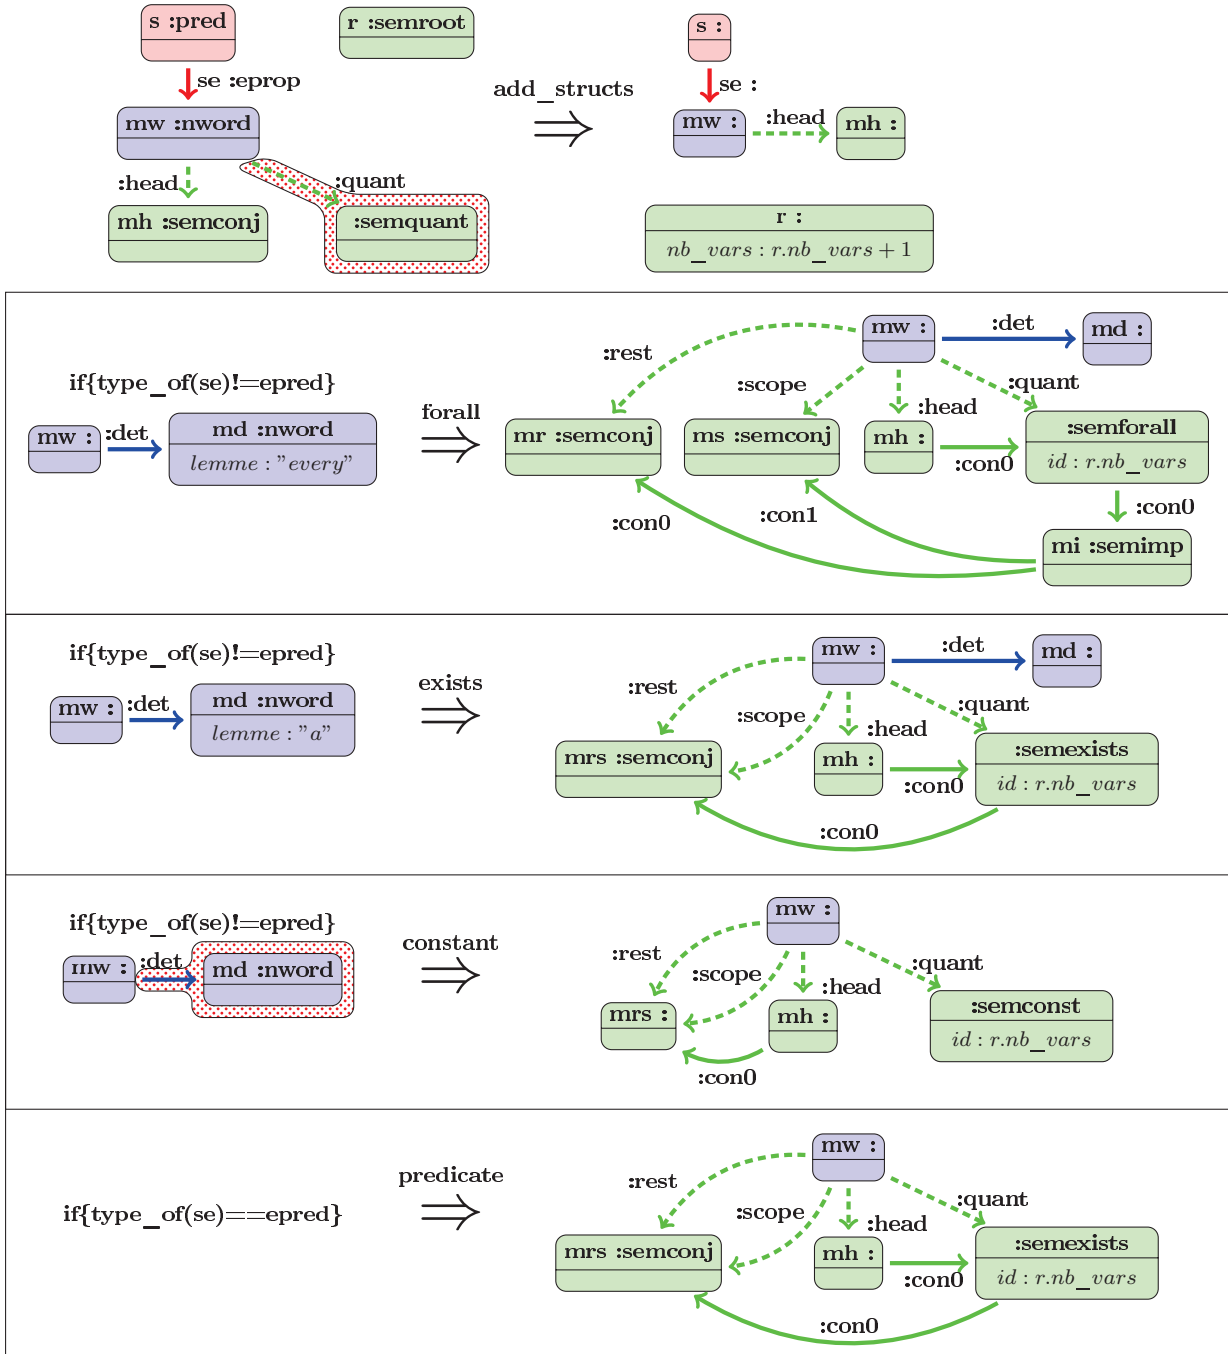 s :pred
r :semroot
s :
se :eprop
add_structs
se :
mw :nword
mw :
:head
mh :
:head
:quant
mh :semconj
:semquant
r :
nb_vars : r.nb_vars + 1
mw :
:det
md :
:rest
if{type_of(se)!=epred}
:scope
:quant
forall
:head
mw :
:det
md :nword
lemme : "every"
mr :semconj
ms :semconj
mh :
:semforall
id : r.nb_vars
:con0
:con0
:con1
:con0
mi :semimp
if{type_of(se)!=epred}
mw :
:det
md :
exists
:rest
:quant
mw :
:det
md :nword
lemme : "a"
:scope
:head
mrs :semconj
mh :
:semexists
id : r.nb_vars
:con0
:con0
if{type_of(se)!=epred}
mw :
constant
:rest
mw :
:det
md :nword
:scope
:quant
:head
mrs :
mh :
:semconst
id : r.nb_vars
:con0
mw :
predicate
:rest
:quant
if{type_of(se)==epred}
:scope
:head
mrs :semconj
mh :
:semexists
id : r.nb_vars
:con0
:con0